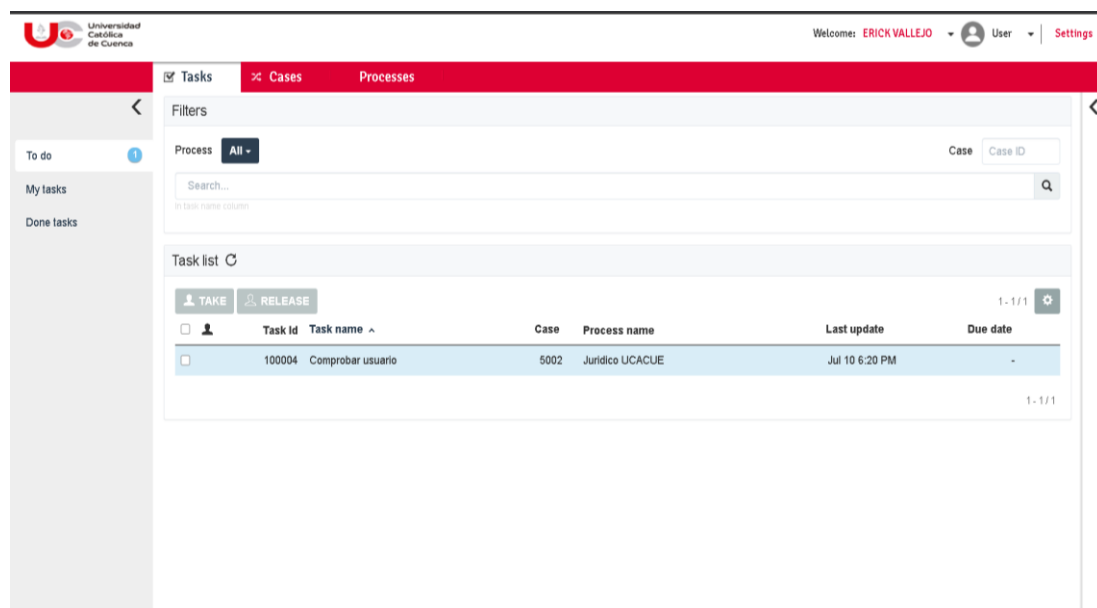 Universidad
Católica
de Cuenca
Welcome: ERICK VALLEJO User Settings
Tasks Cases Processes
Filters
To do 1
Process All Case Case ID
My tasks
Search...
in task name column
Done tasks
Task list
TAKE RELEASE 1 - 1 / 1
Task Id Task name Case Process name Last update Due date
100004 Comprobar usuario 5002 Juridico UCACUE Jul 10 6:20 PM -
1 - 1 / 1